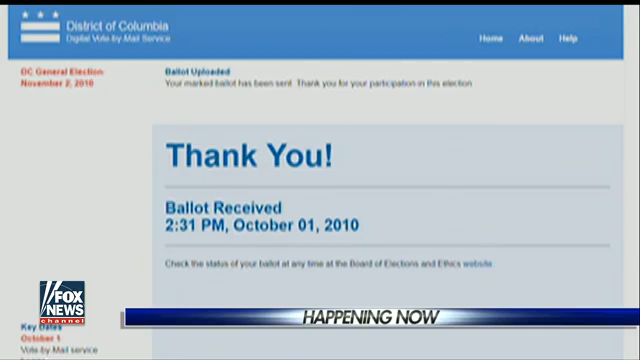 District of Columbia
Digital Vote by Mail Service
Home About Help
DC General Election:
November 2, 2010
Ballot Uploaded
Your marked ballot has been sent. Thank you for your participation in this election
Thank You!
Ballot Received
2:31 PM, October 01, 2010
Check the status of your ballot at any time at the Board of Elections and Ethics website.
FOX
NEWS
channel
HAPPENING NOW
Key Dates
October 1
Vote by Mail service